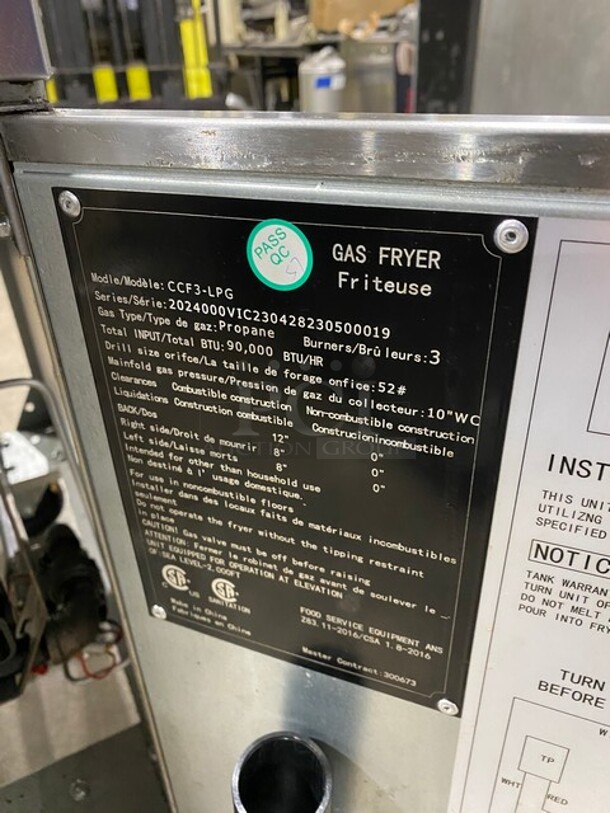 PASS
QC
GAS FRYER
Friteuse
Modle/Modèle: CCF3-LPG
Series/Série: 2024000VIC230428230500019
Gas Type/Type de gaz: Propane Burners/Brûleurs: 3
Total INPUT/Total BTU: 90,000 BTU/HR
Drill size orifce/La taille de forage onfice: 52#
Mainfold gas pressure/Pression de gaz du collecteur: 10"WC
Clearances Combustible construction Non-combustible construction
Liquidations Construction combustible Construcionincombustible
BACK/Dos 12" 0"
Right side/Droit de mourir 8" 0"
Left side/Laisse morts 8" 0"
Intended for other than household use
Non destiné à l' usage domestique.
For use in noncombustible floors
Installer dans des locaux faits de matériaux incombustibles
seulement
Do not operate the fryer without the tipping restraint
in place
CAUTION! Gas valve must be off before raising
ATTENTION: Fermer le robinet de gaz avant de soulever le
UNIT EQUIPPED FOR OPERATION AT ELEVATION
OF:SEA LEVEL-2,000FT
C US SANITATION
Made in China
Fabriques en Chine
FOOD SERVICE EQUIPMENT ANS
Z83.11-2016/CSA 1.8-2016
Master Contract:300673
INST
THIS UNIT
UTILIZNG
SPECIFIED
NOTIC
TANK WARRAN
TURN UNIT OF
DO NOT MELT
POUR INTO FRY
TURN
BEFORE
W
TP
WHT
RED